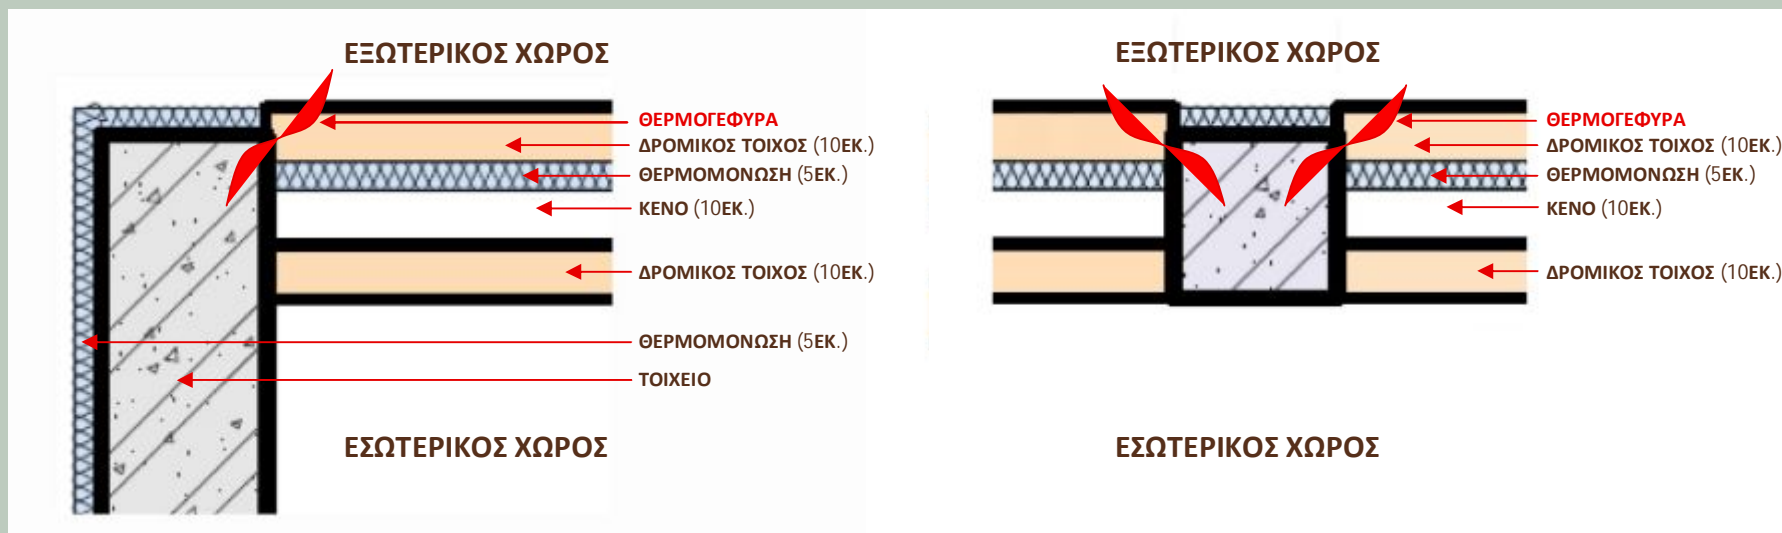 ΕΞΩΤΕΡΙΚΟΣ ΧΩΡΟΣ
ΘΕΡΜΟΓΕΦΥΡΑ
ΔΡΟΜΙΚΟΣ ΤΟΙΧΟΣ (10ΕΚ.)
ΘΕΡΜΟΜΟΝΩΣΗ (5ΕΚ.)
ΚΕΝΟ (10ΕΚ.)
ΔΡΟΜΙΚΟΣ ΤΟΙΧΟΣ (10ΕΚ.)
ΘΕΡΜΟΜΟΝΩΣΗ (5ΕΚ.)
ΤΟΙΧΕΙΟ
ΕΣΩΤΕΡΙΚΟΣ ΧΩΡΟΣ
ΕΞΩΤΕΡΙΚΟΣ ΧΩΡΟΣ
ΘΕΡΜΟΓΕΦΥΡΑ
ΔΡΟΜΙΚΟΣ ΤΟΙΧΟΣ (10ΕΚ.)
ΘΕΡΜΟΜΟΝΩΣΗ (5ΕΚ.)
ΚΕΝΟ (10ΕΚ.)
ΔΡΟΜΙΚΟΣ ΤΟΙΧΟΣ (10ΕΚ.)
ΕΣΩΤΕΡΙΚΟΣ ΧΩΡΟΣ